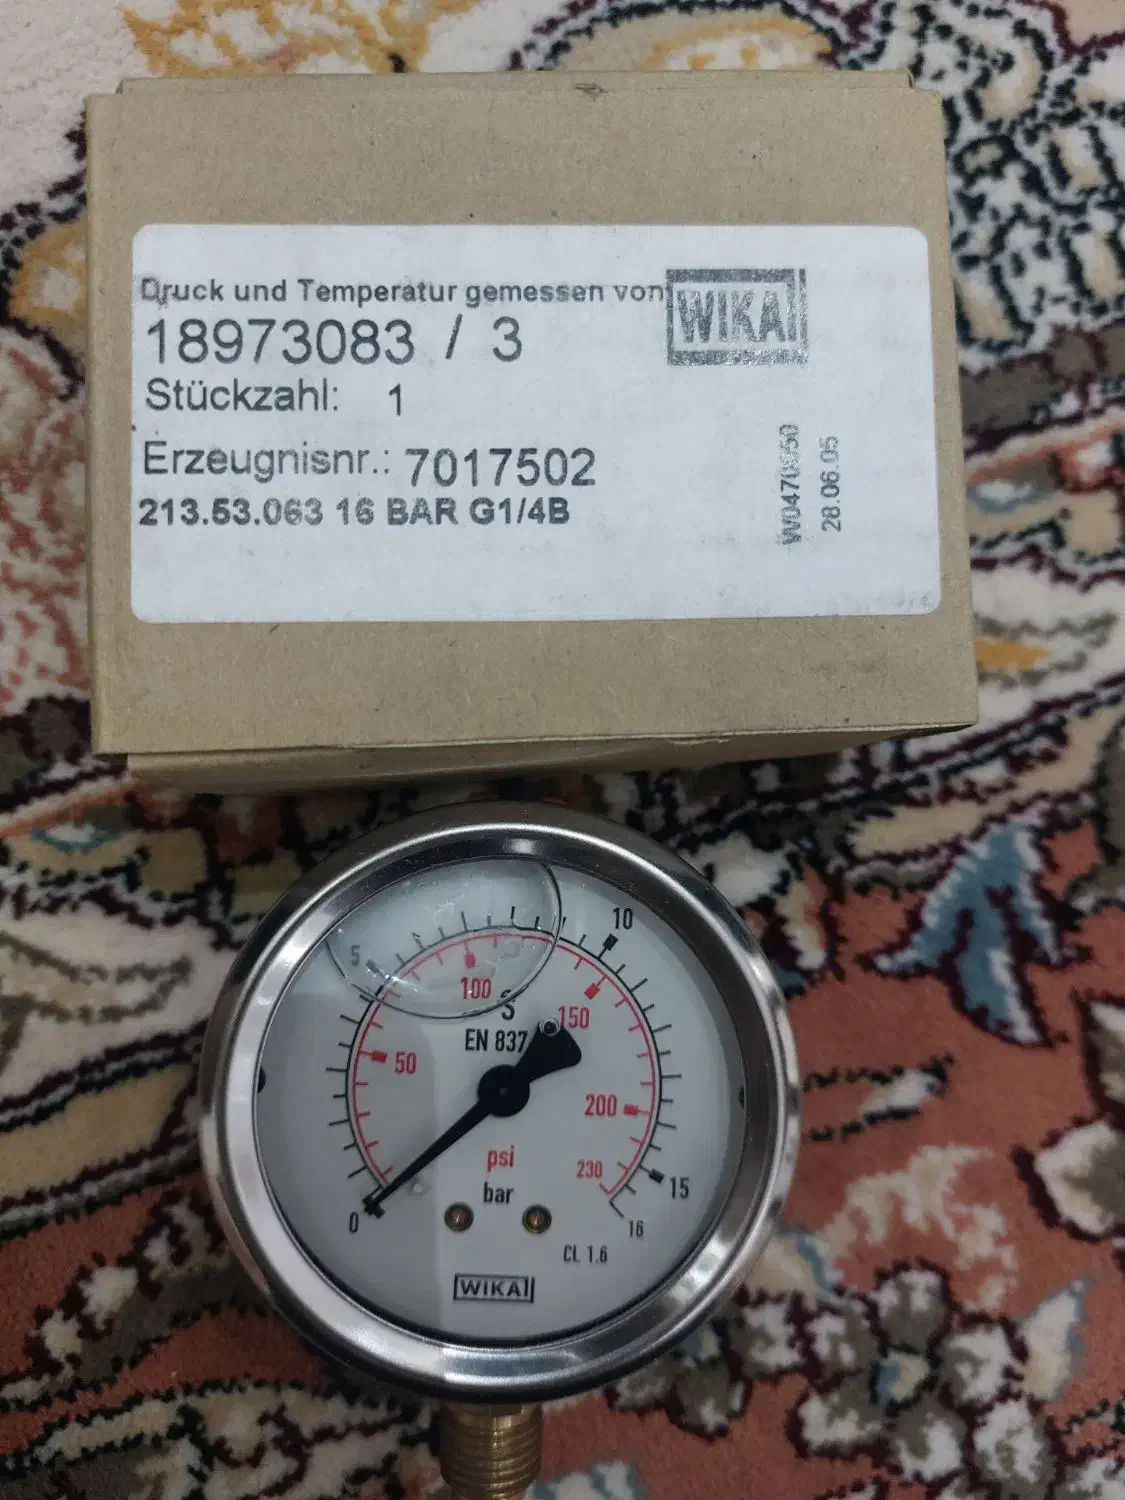 Druck und Temperatur gemessen von
WIKA
18973083 / 3
Stückzahl: 1
Erzeugnisnr.: 7017502
213.53.063 16 BAR G1/4B
28.06.05
10
5
100
S
150
EN 837
50
200
psi
230
bar
15
0
16
CL 1.6
WIKA